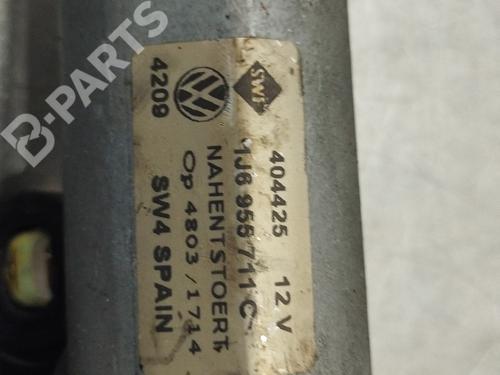 SWF
404425 12 V
1J6 955 711 C
NAHENTSTOERT
Op 4803/1714
4209 SW4 SPAIN
B-PARTS